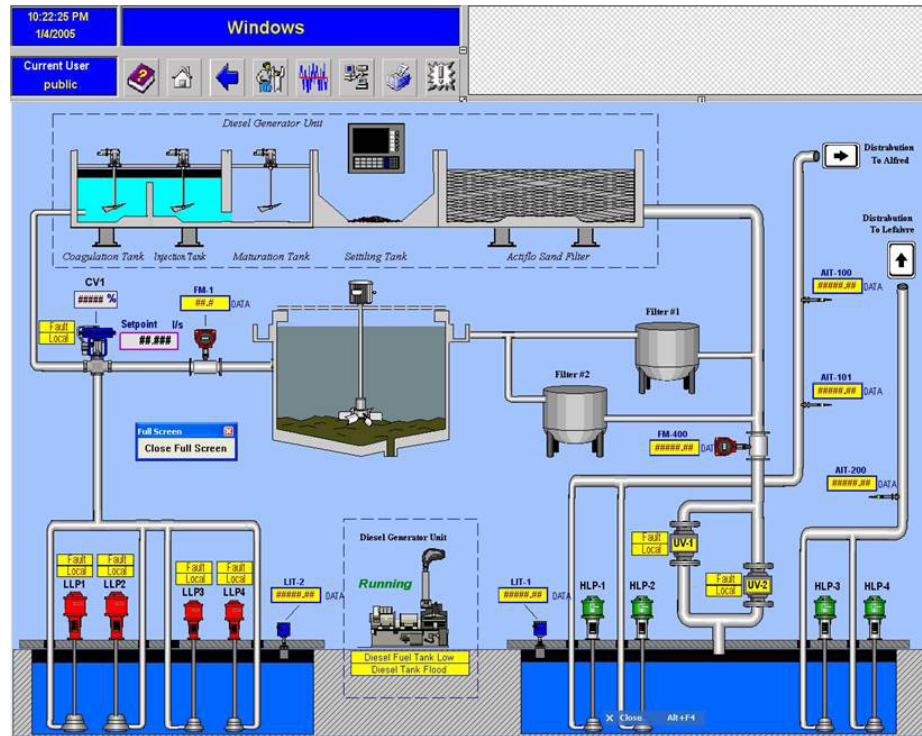 10:22:25 PM
1/4/2005
Windows
Current User
public
Diesel Generator Unit
Distrabution
To Alfred
Distrabution
To Lefaivre
Coagulation Tank
Injection Tank
Maturation Tank
Settiling Tank
Actiflo Sand Filter
CV1
##### %
FM-1
##.#
DATA
AIT-100
#####.##
DATA
Fault
Local
Setpoint l/s
##.###
Filter #1
Filter #2
AIT-101
#####.##
DATA
Full Screen
Close Full Screen
FM-400
#####.##
DAT
AIT-200
#####.##
DATA
Diesel Generator Unit
Running
Fault
Local
UV-1
Fault
Local
UV-2
Fault
Local
LLP1
Fault
Local
LLP2
Fault
Local
LLP3
Fault
Local
LLP4
LIT-2
#####.##
DATA
LIT-1
#####.##
DATA
HLP-1
HLP-2
HLP-3
HLP-4
Diesel Fuel Tank Low
Diesel Tank Flood
X Close Alt+F4